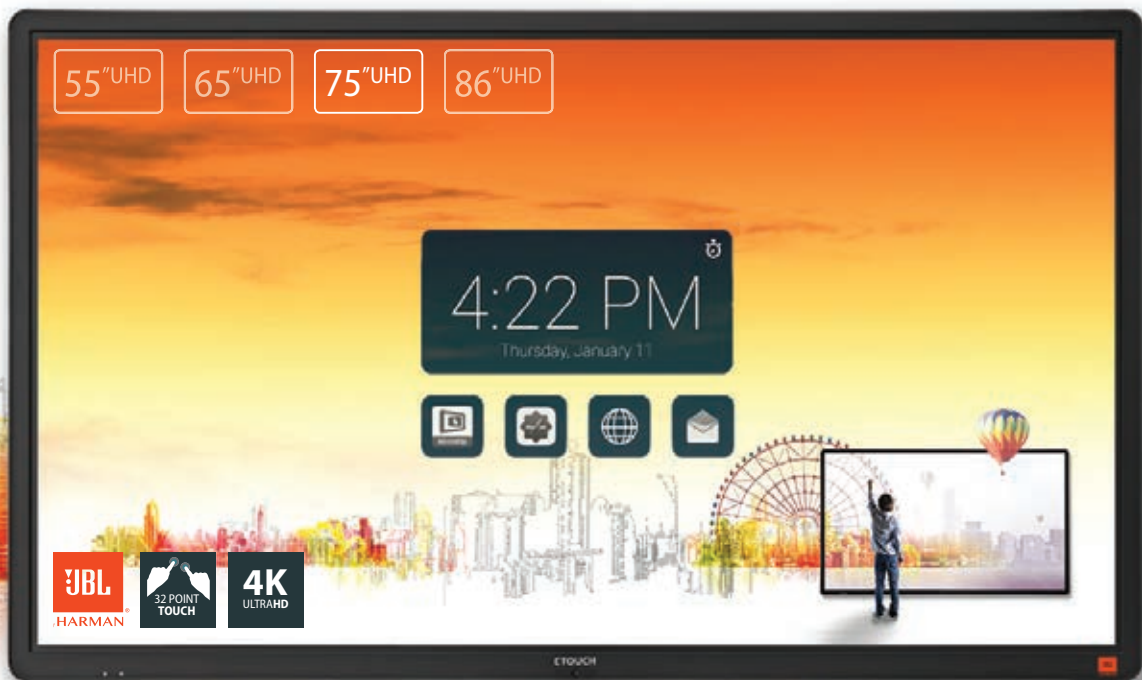 55"UHD 65"UHD 75"UHD 86"UHD
4:22 PM
Thursday, January 11
JBL
HARMAN
32 POINT
TOUCH
4K
ULTRAHD
CTOUCH